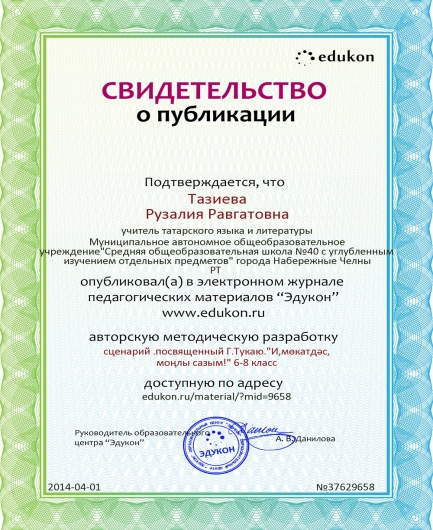 edukon
СВИДЕТЕЛЬСТВО
о публикации
Подтверждается, что
Тазиева
Рузалия Равгатовна
учитель татарского языка и литературы
Муниципальное автономное общеобразовательное
учреждение"Средняя общеобразовательная школа №40 с углубленным
изучением отдельных предметов" города Набережные Челны
РТ
опубликовал(а) в электронном журнале
педагогических материалов “Эдукон”
www.edukon.ru
авторскую методическую разработку
сценарий .посвященный Г.Тукаю."И,мөкатдәс,
моңлы сазым!" 6-8 класс
доступную по адресу
edukon.ru/material/?mid=9658
Руководитель образовательного
центра “Эдукон”
А. В. Данилова
ЭДУКОН
2014-04-01
№37629658